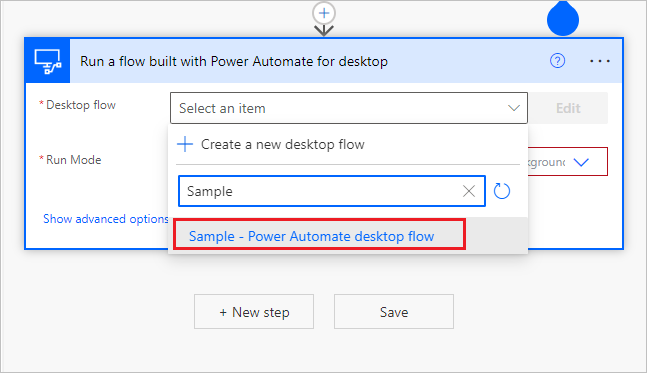 Run a flow built with Power Automate for desktop
* Desktop flow
Select an item
Edit
Create a new desktop flow
* Run Mode
Sample
Show advanced options
Sample - Power Automate desktop flow
+ New step
Save